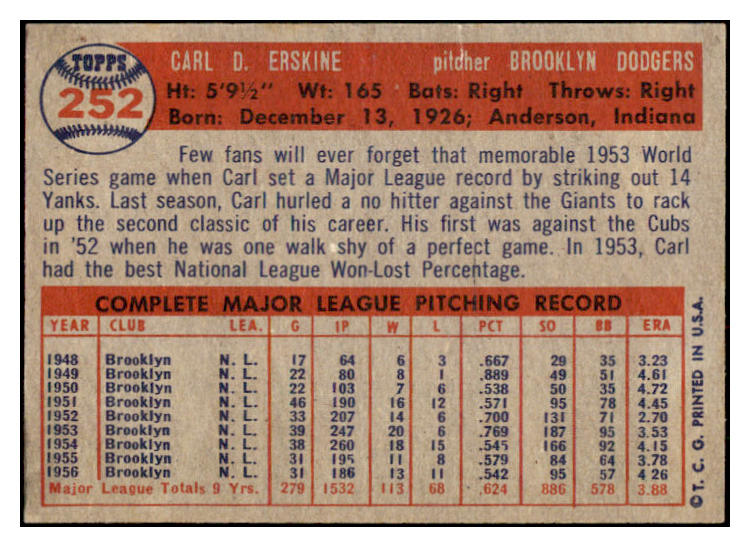 TOPPS
252
CARL D. ERSKINE pitcher BROOKLYN DODGERS
Ht: 5'9½" Wt: 165 Bats: Right Throws: Right
Born: December 13, 1926; Anderson, Indiana
Few fans will ever forget that memorable 1953 World
Series game when Carl set a Major League record by striking out 14
Yanks. Last season, Carl hurled a no hitter against the Giants to rack
up the second classic of his career. His first was against the Cubs
in '52 when he was one walk shy of a perfect game. In 1953, Carl
had the best National League Won-Lost Percentage.
COMPLETE MAJOR LEAGUE PITCHING RECORD
YEAR CLUB LEA. G IP W L PCT SO BB ERA
1948 Brooklyn N. L. 17 64 6 3 .667 29 35 3.23
1949 Brooklyn N. L. 22 80 8 1 .889 49 51 4.61
1950 Brooklyn N. L. 22 103 7 6 .538 50 35 4.72
1951 Brooklyn N. L. 46 190 16 12 .571 95 78 4.45
1952 Brooklyn N. L. 33 207 14 6 .700 131 71 2.70
1953 Brooklyn N. L. 39 247 20 6 .769 187 95 3.53
1954 Brooklyn N. L. 38 260 18 15 .545 166 92 4.15
1955 Brooklyn N. L. 31 195 11 8 .579 84 64 3.78
1956 Brooklyn N. L. 31 186 13 11 .542 95 57 4 26
Major League Totals 9 Yrs. 279 1532 113 68 .624 886 578 3.88
©T. C. G. PRINTED IN U.S.A.